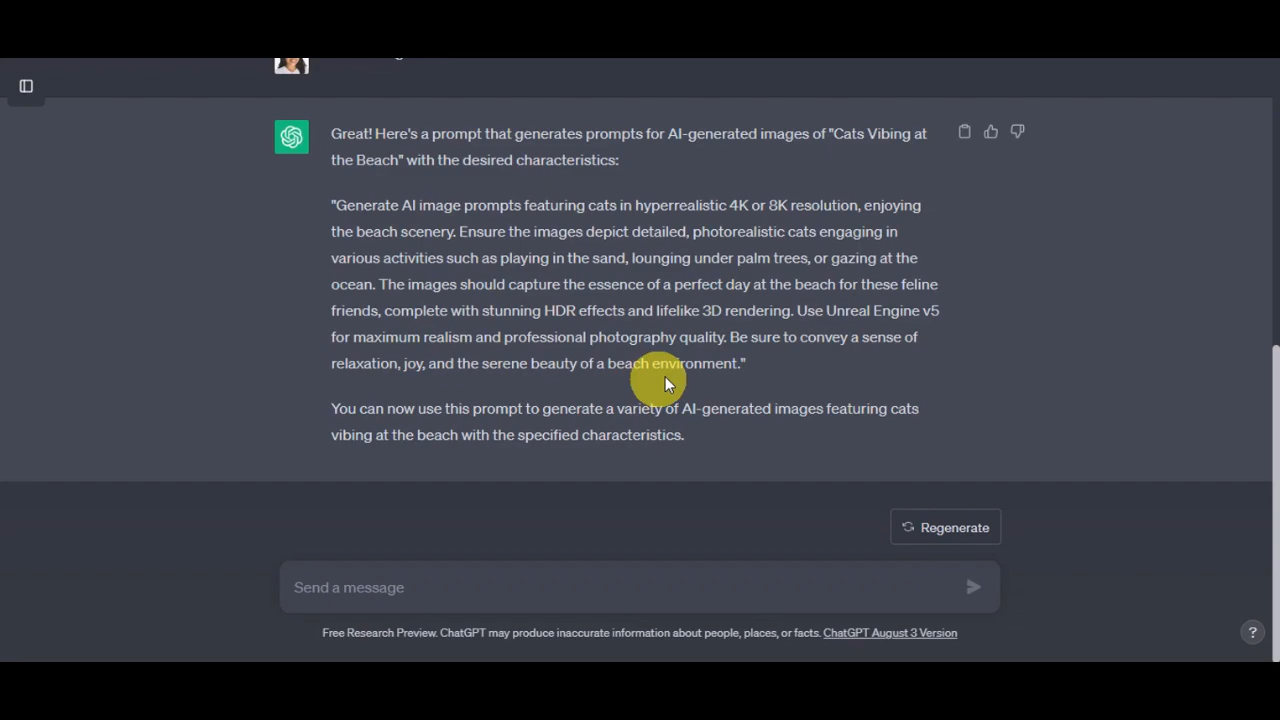 Great! Here's a prompt that generates prompts for AI-generated images of "Cats Vibing at
the Beach" with the desired characteristics:
"Generate AI image prompts featuring cats in hyperrealistic 4K or 8K resolution, enjoying
the beach scenery. Ensure the images depict detailed, photorealistic cats engaging in
various activities such as playing in the sand, lounging under palm trees, or gazing at the
ocean. The images should capture the essence of a perfect day at the beach for these feline
friends, complete with stunning HDR effects and lifelike 3D rendering. Use Unreal Engine v5
for maximum realism and professional photography quality. Be sure to convey a sense of
relaxation, joy, and the serene beauty of a beach environment."
You can now use this prompt to generate a variety of AI-generated images featuring cats
vibing at the beach with the specified characteristics.
Regenerate
Send a message
Free Research Preview. ChatGPT may produce inaccurate information about people, places, or facts. ChatGPT August 3 Version
?